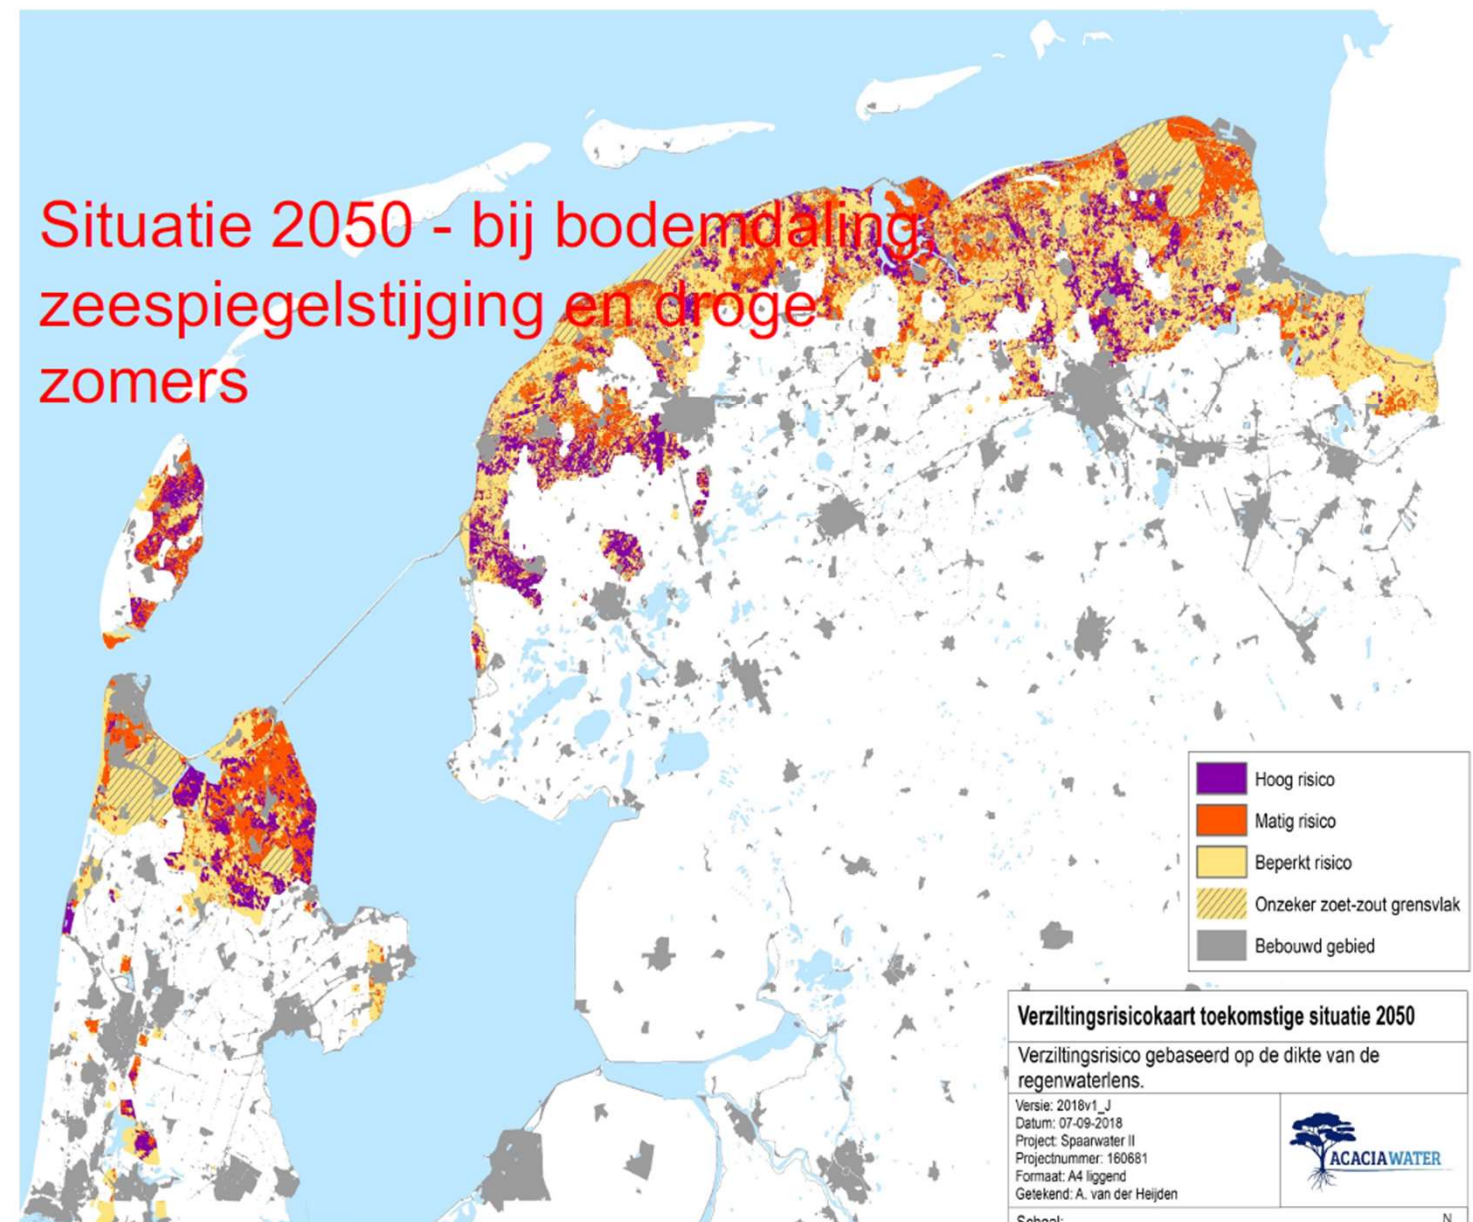 Situatie 2050 - bij bodemdaling,
zeespiegelstijging en droge
zomers
Hoog risico
Matig risico
Beperkt risico
Onzeker zoet-zout grensvlak
Bebouwd gebied
Verziltingsrisicokaart toekomstige situatie 2050
Verziltingsrisico gebaseerd op de dikte van de
regenwaterlens.
Versie: 2018v1_J
Datum: 07-09-2018
Project: Spaarwater II
Projectnummer: 160681
Formaat: A4 liggend
Getekend: A. van der Heijden
ACACIAWATER
Schaal:
N